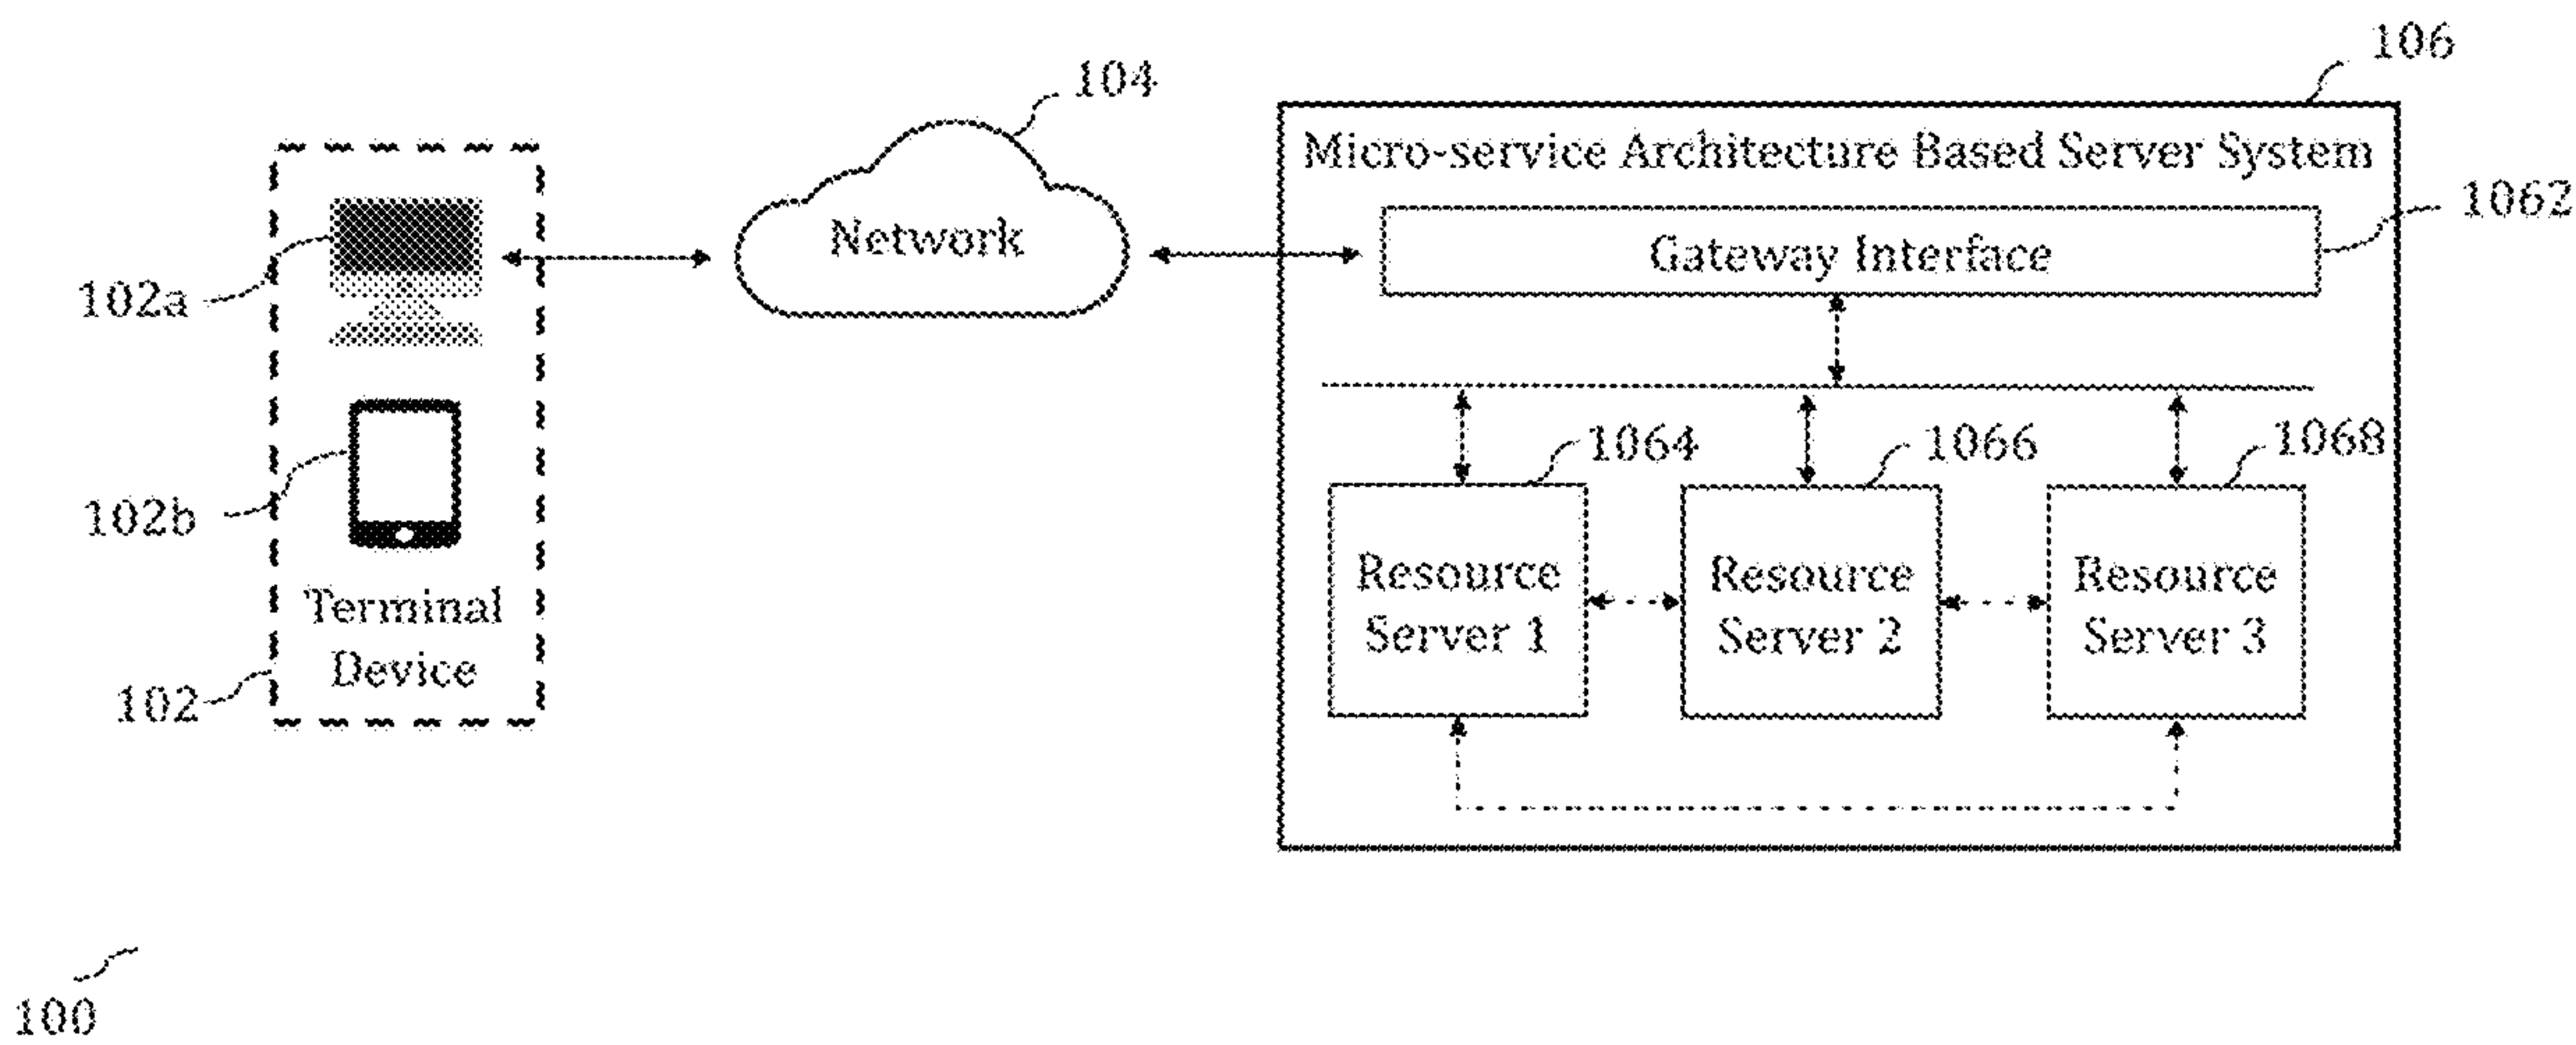 106
104
Micro-service Architecture Based Server System
1062
Network
Gateway Interface
102a
1064
1066
1068
102b
Resource
Server 1
Resource
Server 2
Resource
Server 3
Terminal
Device
102
100